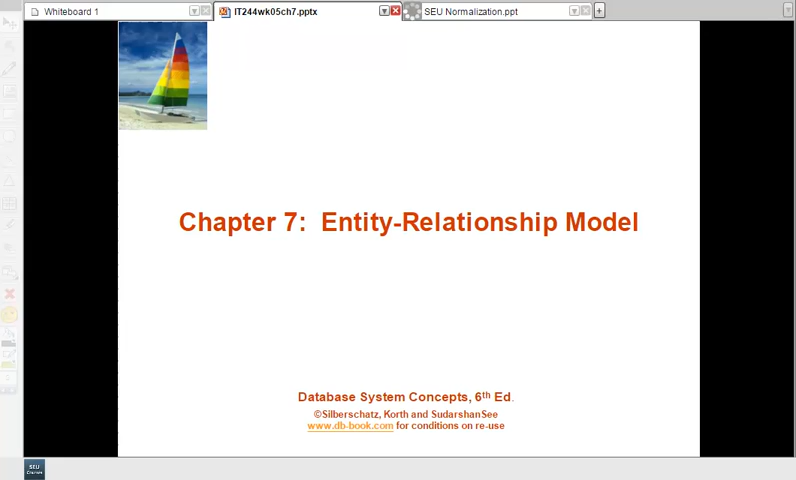 Whiteboard 1
IT244wk05ch7.pptx
SEU Normalization.ppt
Chapter 7: Entity-Relationship Model
Database System Concepts, 6th Ed.
©Silberschatz, Korth and SudarshanSee
www.db-book.com for conditions on re-use
SEU